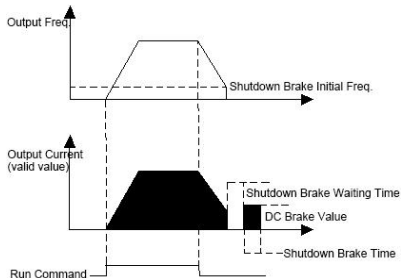 Output Freq.
Shutdown Brake Initial Freq.
Output Current
(valid value)
Shutdown Brake Waiting Time
DC Brake Value
Shutdown Brake Time
Run Command